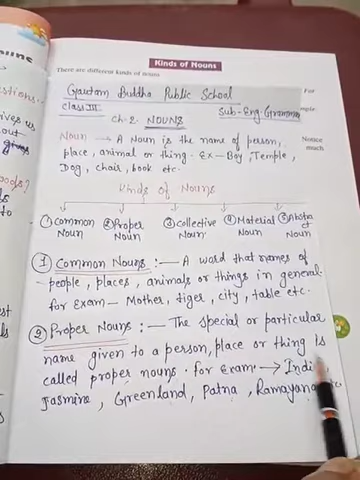 Kinds of Nouns
There are different kinds of nouns
Gautam Buddha Public School
Class III
Sub-Eng Grammar
Ch-2 NOUNS
Noun → A Noun is the name of person,
place, animal or thing. Ex- Boy, Temple,
Dog, chair, book etc.
Kinds of Nouns
① Common Noun
② Proper Noun
③ Collective Noun
④ Material Noun
⑤ Abstra
ct Noun
① Common Nouns :- A word that names of
people, places, animals or things in general.
for Exam- Mother, tiger, city, table etc.
② Proper Nouns :- The special or particular
name given to a person, place or thing is
called proper nouns. for Exam → India,
Jasmine, Greenland, Patna, Ramayana
For
Notice
much